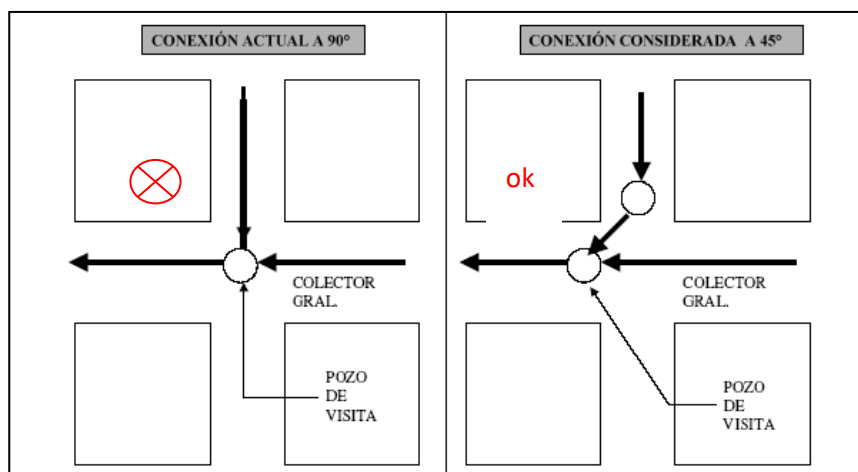 CONEXIÓN ACTUAL A 90°
COLECTOR
GRAL.
POZO
DE
VISITA
CONEXIÓN CONSIDERADA A 45°
ok
COLECTOR
GRAL.
POZO
DE
VISITA